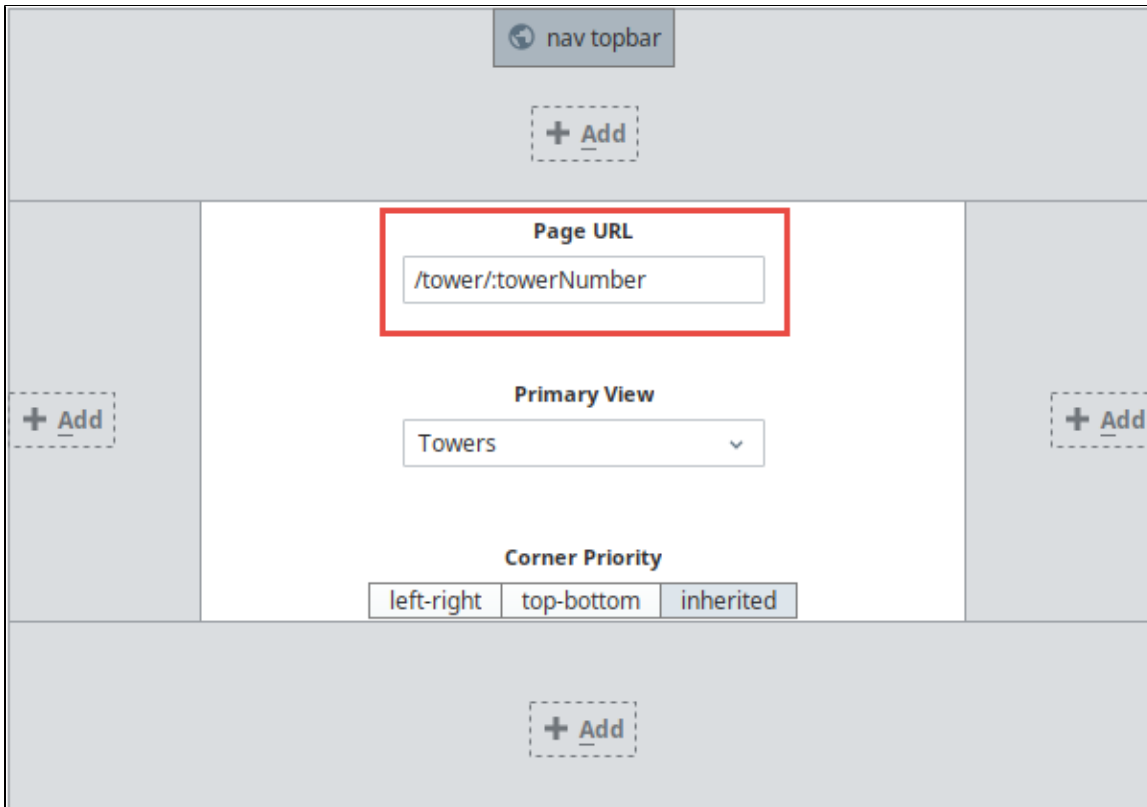 nav topbar
+ Add
Page URL
/tower/:towerNumber
Primary View
+ Add
Towers
+ Add
Corner Priority
left-right top-bottom inherited
+ Add